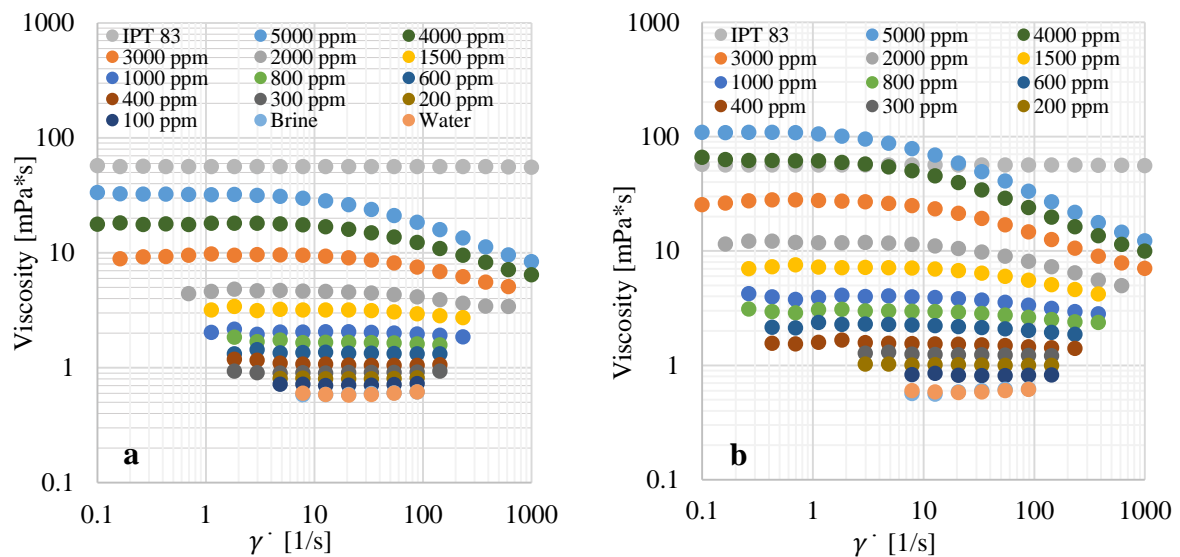 1000
100
10
1
0.1
Viscosity [mPa*s]
IPT 83 5000 ppm 4000 ppm
3000 ppm 2000 ppm 1500 ppm
1000 ppm 800 ppm 600 ppm
400 ppm 300 ppm 200 ppm
100 ppm Brine Water
a
0.1 1 10 100 1000
γ˙ [1/s]
1000
100
10
1
0.1
Viscosity [mPa*s]
IPT 83 5000 ppm 4000 ppm
3000 ppm 2000 ppm 1500 ppm
1000 ppm 800 ppm 600 ppm
400 ppm 300 ppm 200 ppm
b
0.1 1 10 100 1000
γ˙ [1/s]